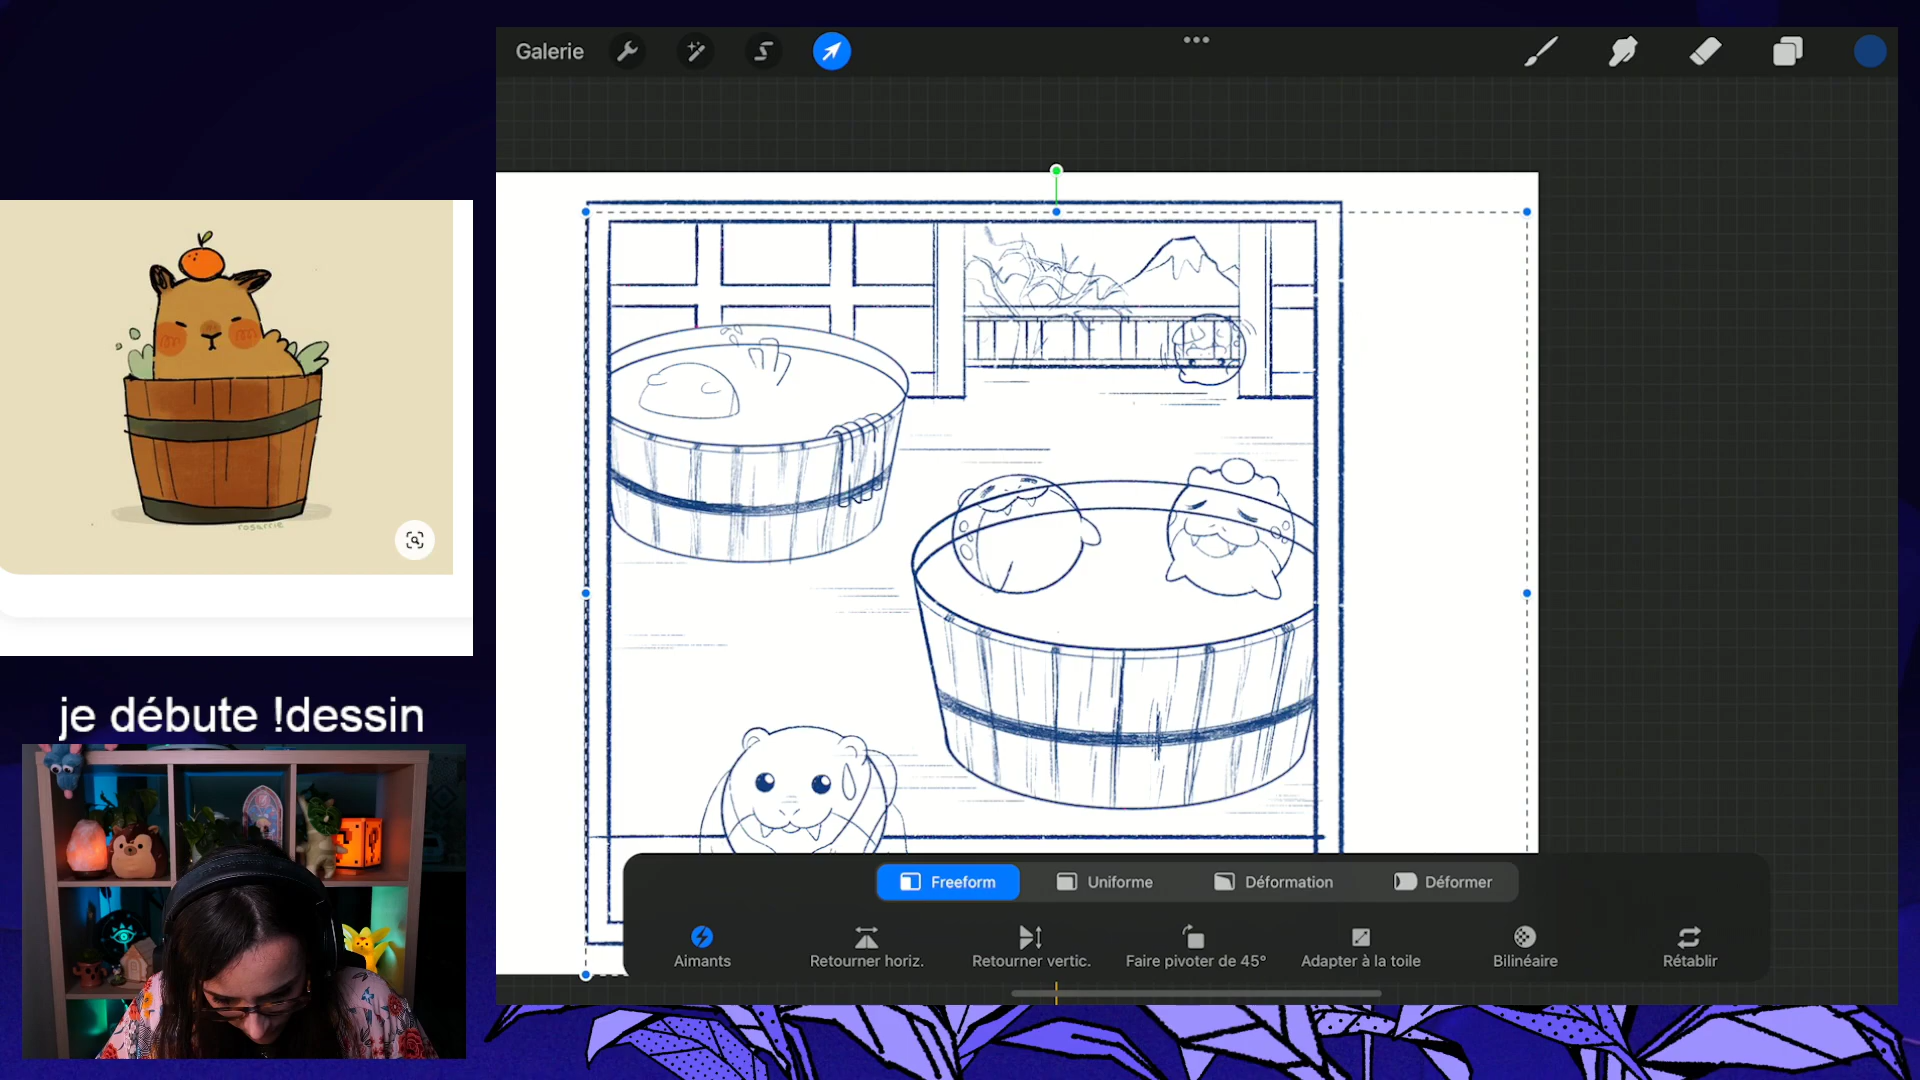 Galerie
rosarrie
je débute !dessin
Freeform
Uniforme
Déformation
Déformer
Aimants
Retourner horiz.
Retourner vertic.
Faire pivoter de 45°
Adapter à la toile
Bilinéaire
Rétablir